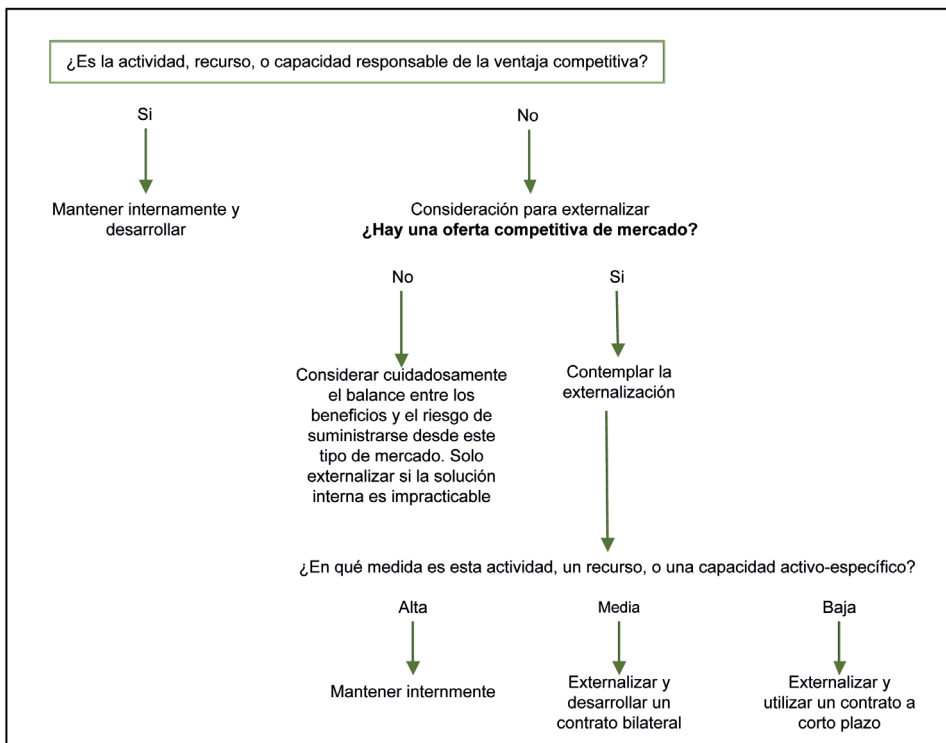 ¿Es la actividad, recurso, o capacidad responsable de la ventaja competitiva?
Si
No
Mantener internamente y
desarrollar
Consideración para externalizar
¿Hay una oferta competitiva de mercado?
No
Si
Considerar cuidadosamente
el balance entre los
beneficios y el riesgo de
suministrarse desde este
tipo de mercado. Solo
externalizar si la solución
interna es impracticable
Contemplar la
externalización
¿En qué medida es esta actividad, un recurso, o una capacidad activo-específico?
Alta
Media
Baja
Mantener internmente
Externalizar y
desarrollar un
contrato bilateral
Externalizar y
utilizar un contrato a
corto plazo